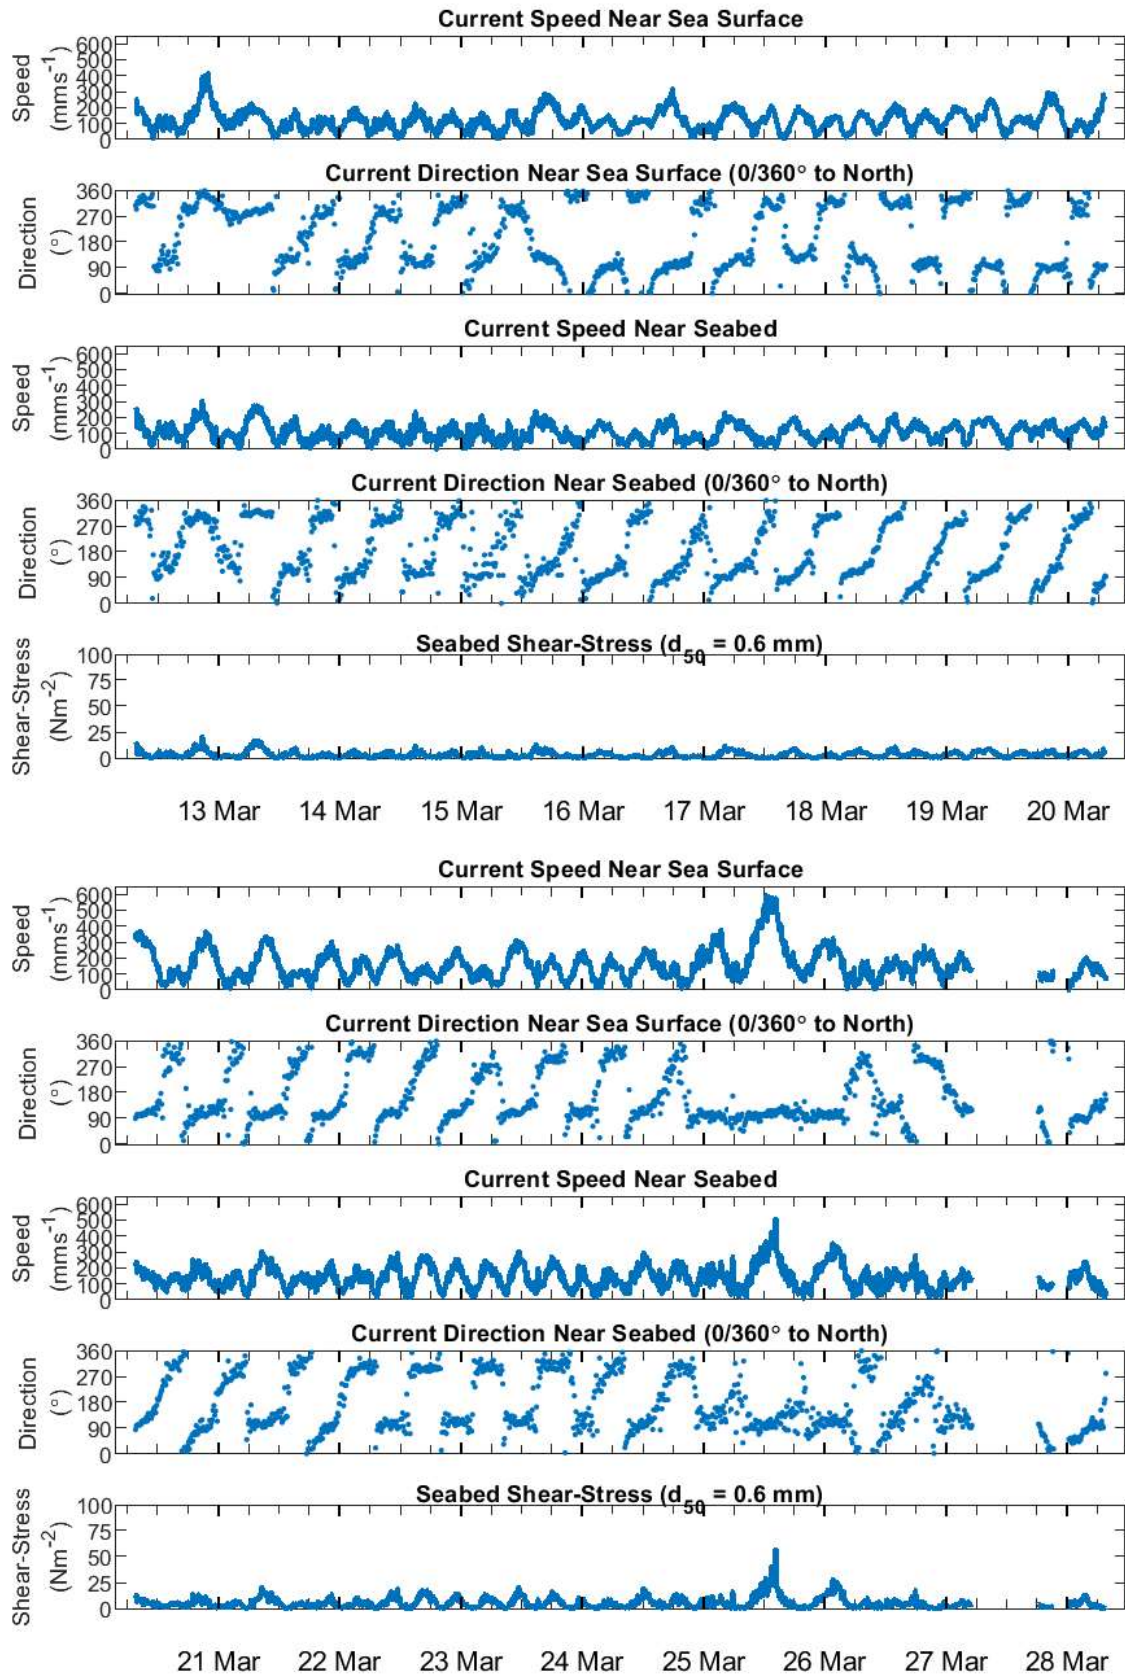 Current Speed Near Sea Surface
Speed
(mms⁻¹)
600
500
400
300
200
100
0
Current Direction Near Sea Surface (0/360° to North)
Direction
(°)
360
270
180
90
0
Current Speed Near Seabed
Speed
(mms⁻¹)
600
500
400
300
200
100
0
Current Direction Near Seabed (0/360° to North)
Direction
(°)
360
270
180
90
0
Seabed Shear-Stress (d₅₀ = 0.6 mm)
Shear-Stress
(Nm⁻²)
100
75
50
25
0
13 Mar 14 Mar 15 Mar 16 Mar 17 Mar 18 Mar 19 Mar 20 Mar
Current Speed Near Sea Surface
Speed
(mms⁻¹)
600
500
400
300
200
100
0
Current Direction Near Sea Surface (0/360° to North)
Direction
(°)
360
270
180
90
0
Current Speed Near Seabed
Speed
(mms⁻¹)
600
500
400
300
200
100
0
Current Direction Near Seabed (0/360° to North)
Direction
(°)
360
270
180
90
0
Seabed Shear-Stress (d₅₀ = 0.6 mm)
Shear-Stress
(Nm⁻²)
100
75
50
25
0
21 Mar 22 Mar 23 Mar 24 Mar 25 Mar 26 Mar 27 Mar 28 Mar